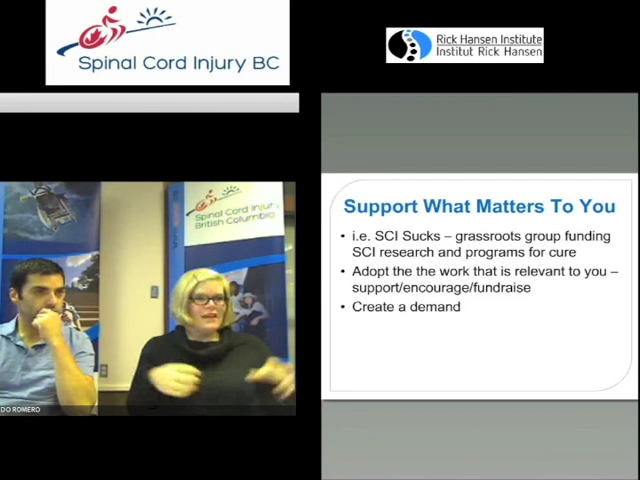 Spinal Cord Injury BC
Rick Hansen Institute
Institut Rick Hansen
Spinal Cord Injury
British Columbia
DO ROMERO
Support What Matters To You
• i.e. SCI Sucks – grassroots group funding
SCI research and programs for cure
• Adopt the the work that is relevant to you –
support/encourage/fundraise
• Create a demand